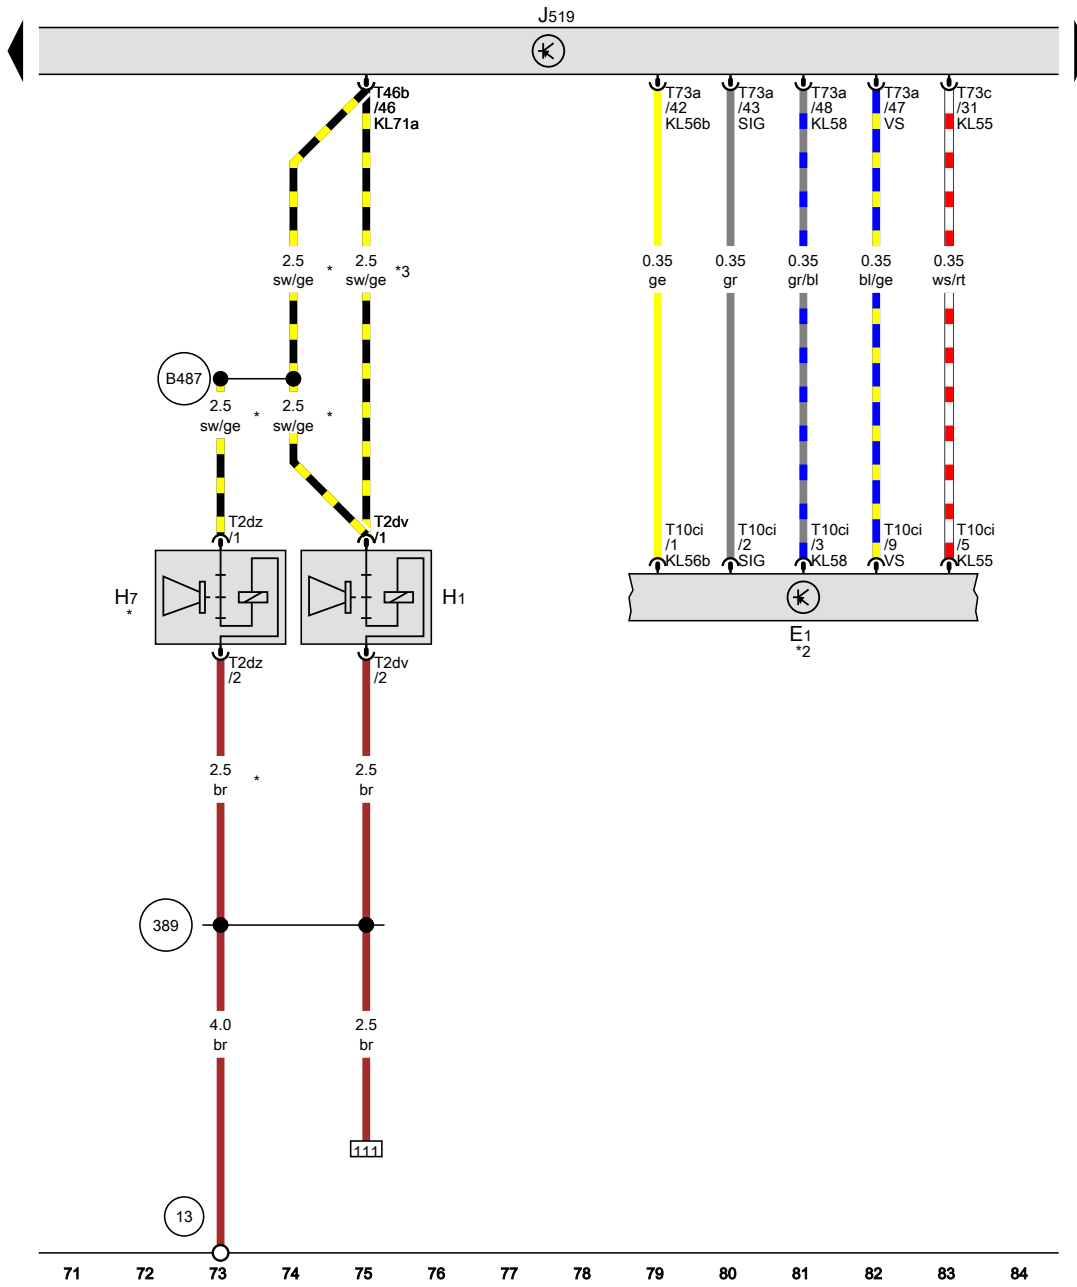 J519
T46b
/46
KL71a
T73a
/42
KL56b
T73a
/43
SIG
T73a
/48
KL58
T73a
/47
VS
T73c
/31
KL55
2.5
sw/ge
*
2.5
sw/ge
*3
0.35
ge
0.35
gr
0.35
gr/bl
0.35
bl/ge
0.35
ws/rt
B487
2.5
sw/ge
*
2.5
sw/ge
*
T2dz
/1
T2dv
/1
T10ci
/1
KL56b
T10ci
/2
SIG
T10ci
/3
KL58
T10ci
/9
VS
T10ci
/5
KL55
H7
*
H1
E1
*2
T2dz
/2
T2dv
/2
2.5
br
*
2.5
br
389
4.0
br
2.5
br
111
13
71 72 73 74 75 76 77 78 79 80 81 82 83 84